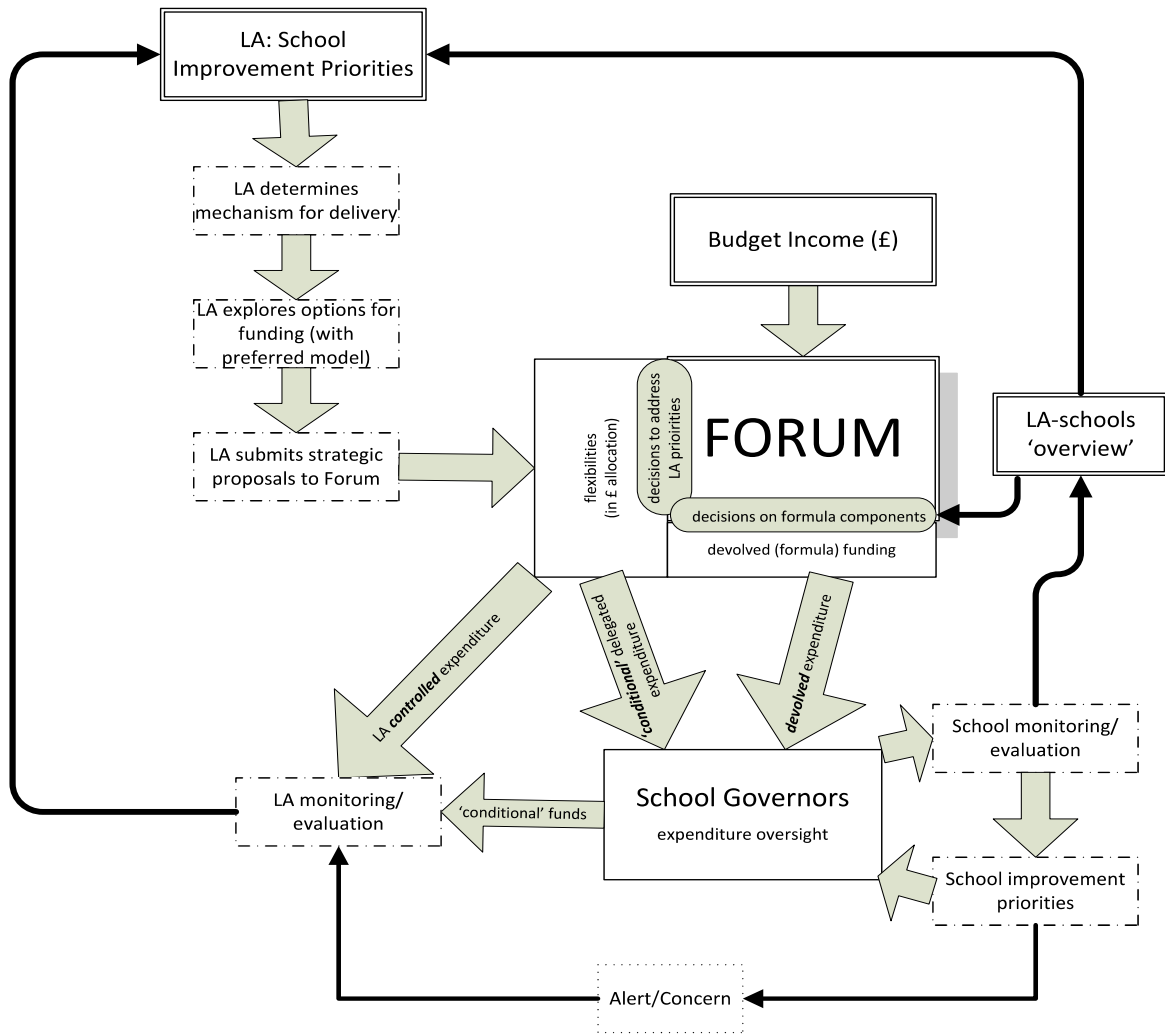 LA: School
Improvement Priorities
LA determines
mechanism for delivery
Budget Income (£)
LA explores options for
funding (with
preferred model)
LA submits strategic
proposals to Forum
flexibilities
(in £ allocation)
decisions to address
LA prioirities
FORUM
decisions on formula components
devolved (formula) funding
LA-schools
‘overview’
LA controlled expenditure
‘conditional’ delegated
expenditure
devolved expenditure
School monitoring/
evaluation
LA monitoring/
evaluation
‘conditional’ funds
School Governors
expenditure oversight
School improvement
priorities
Alert/Concern